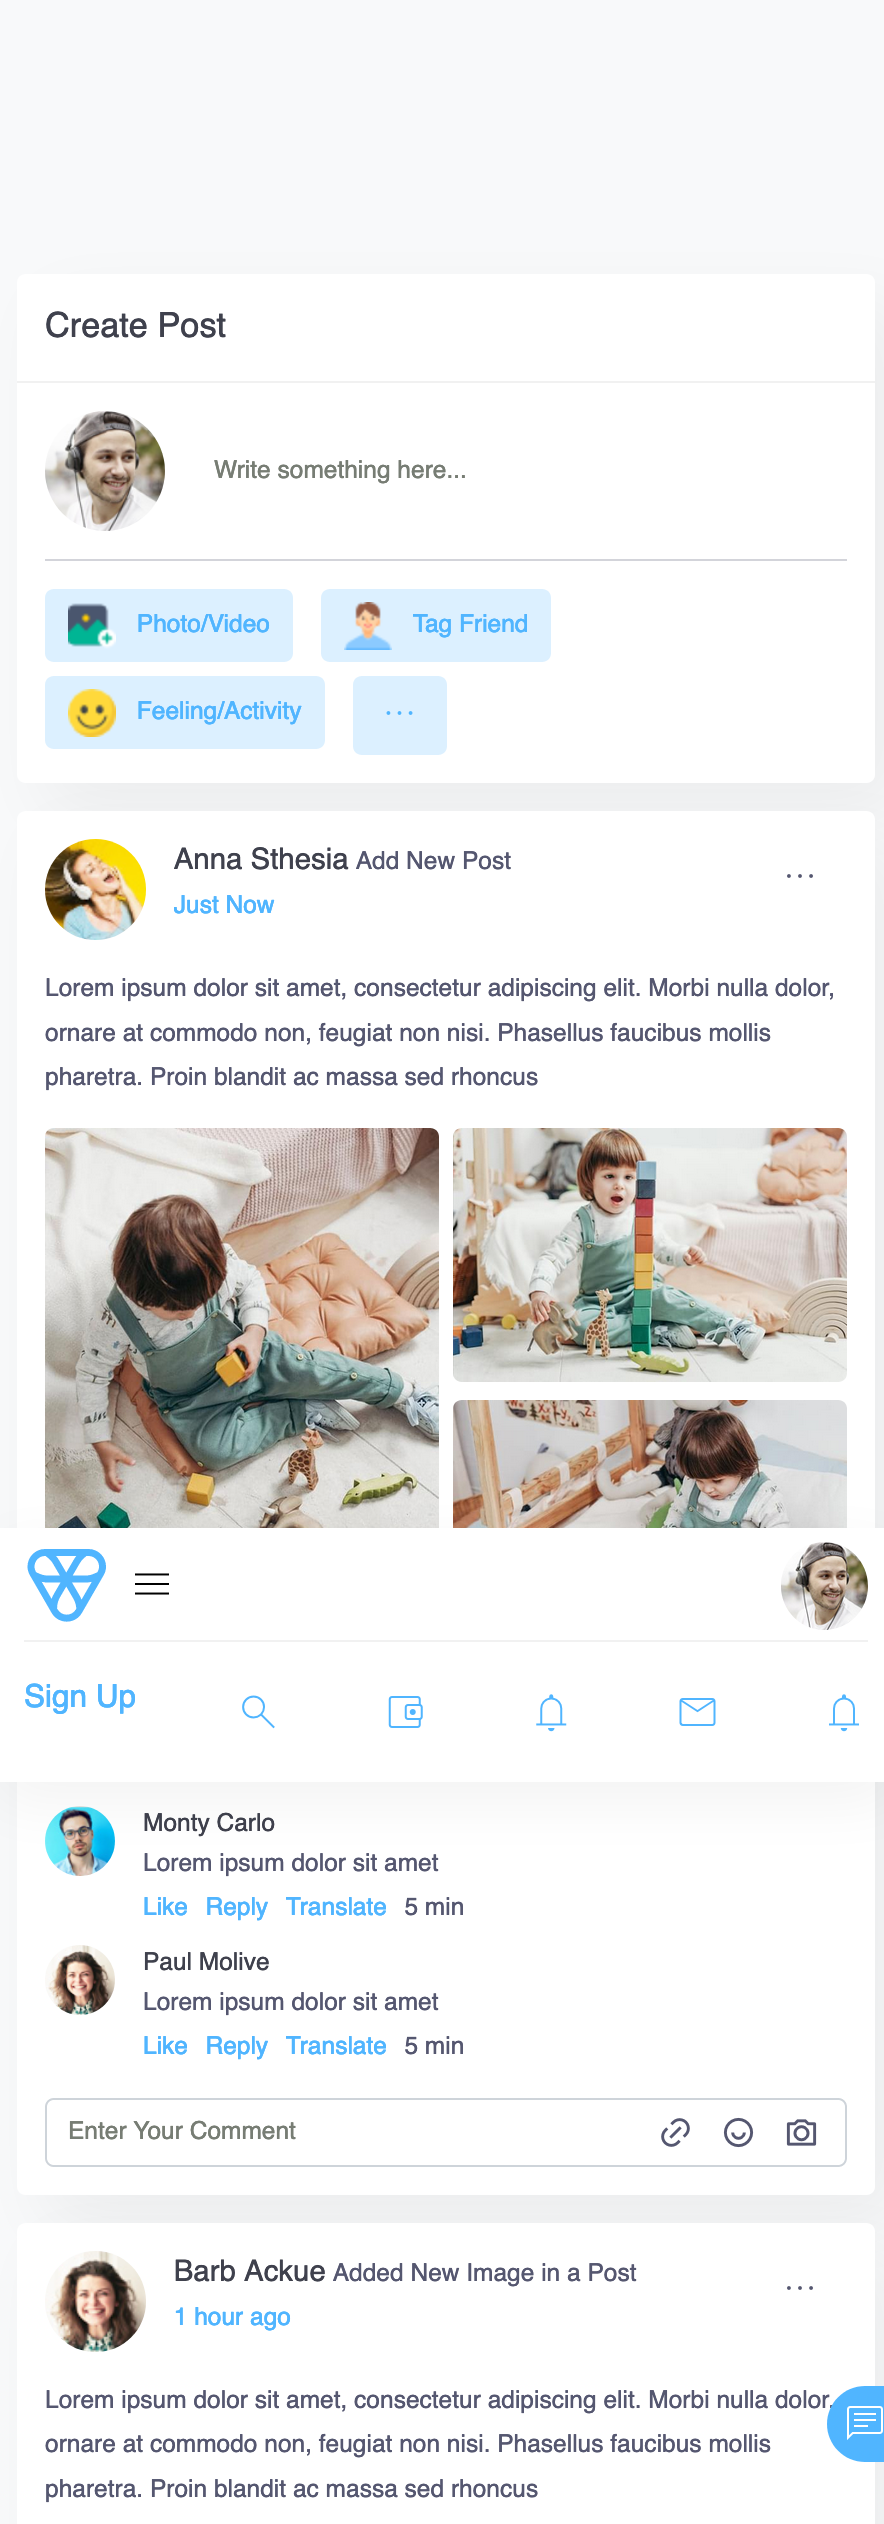 Create Post
Write something here...
Photo/Video
Tag Friend
Feeling/Activity
Anna Sthesia Add New Post
Just Now
Lorem ipsum dolor sit amet, consectetur adipiscing elit. Morbi nulla dolor,
ornare at commodo non, feugiat non nisi. Phasellus faucibus mollis
pharetra. Proin blandit ac massa sed rhoncus
Sign Up
Monty Carlo
Lorem ipsum dolor sit amet
Like Reply Translate 5 min
Paul Molive
Lorem ipsum dolor sit amet
Like Reply Translate 5 min
Enter Your Comment
Barb Ackue Added New Image in a Post
1 hour ago
Lorem ipsum dolor sit amet, consectetur adipiscing elit. Morbi nulla dolor,
ornare at commodo non, feugiat non nisi. Phasellus faucibus mollis
pharetra. Proin blandit ac massa sed rhoncus